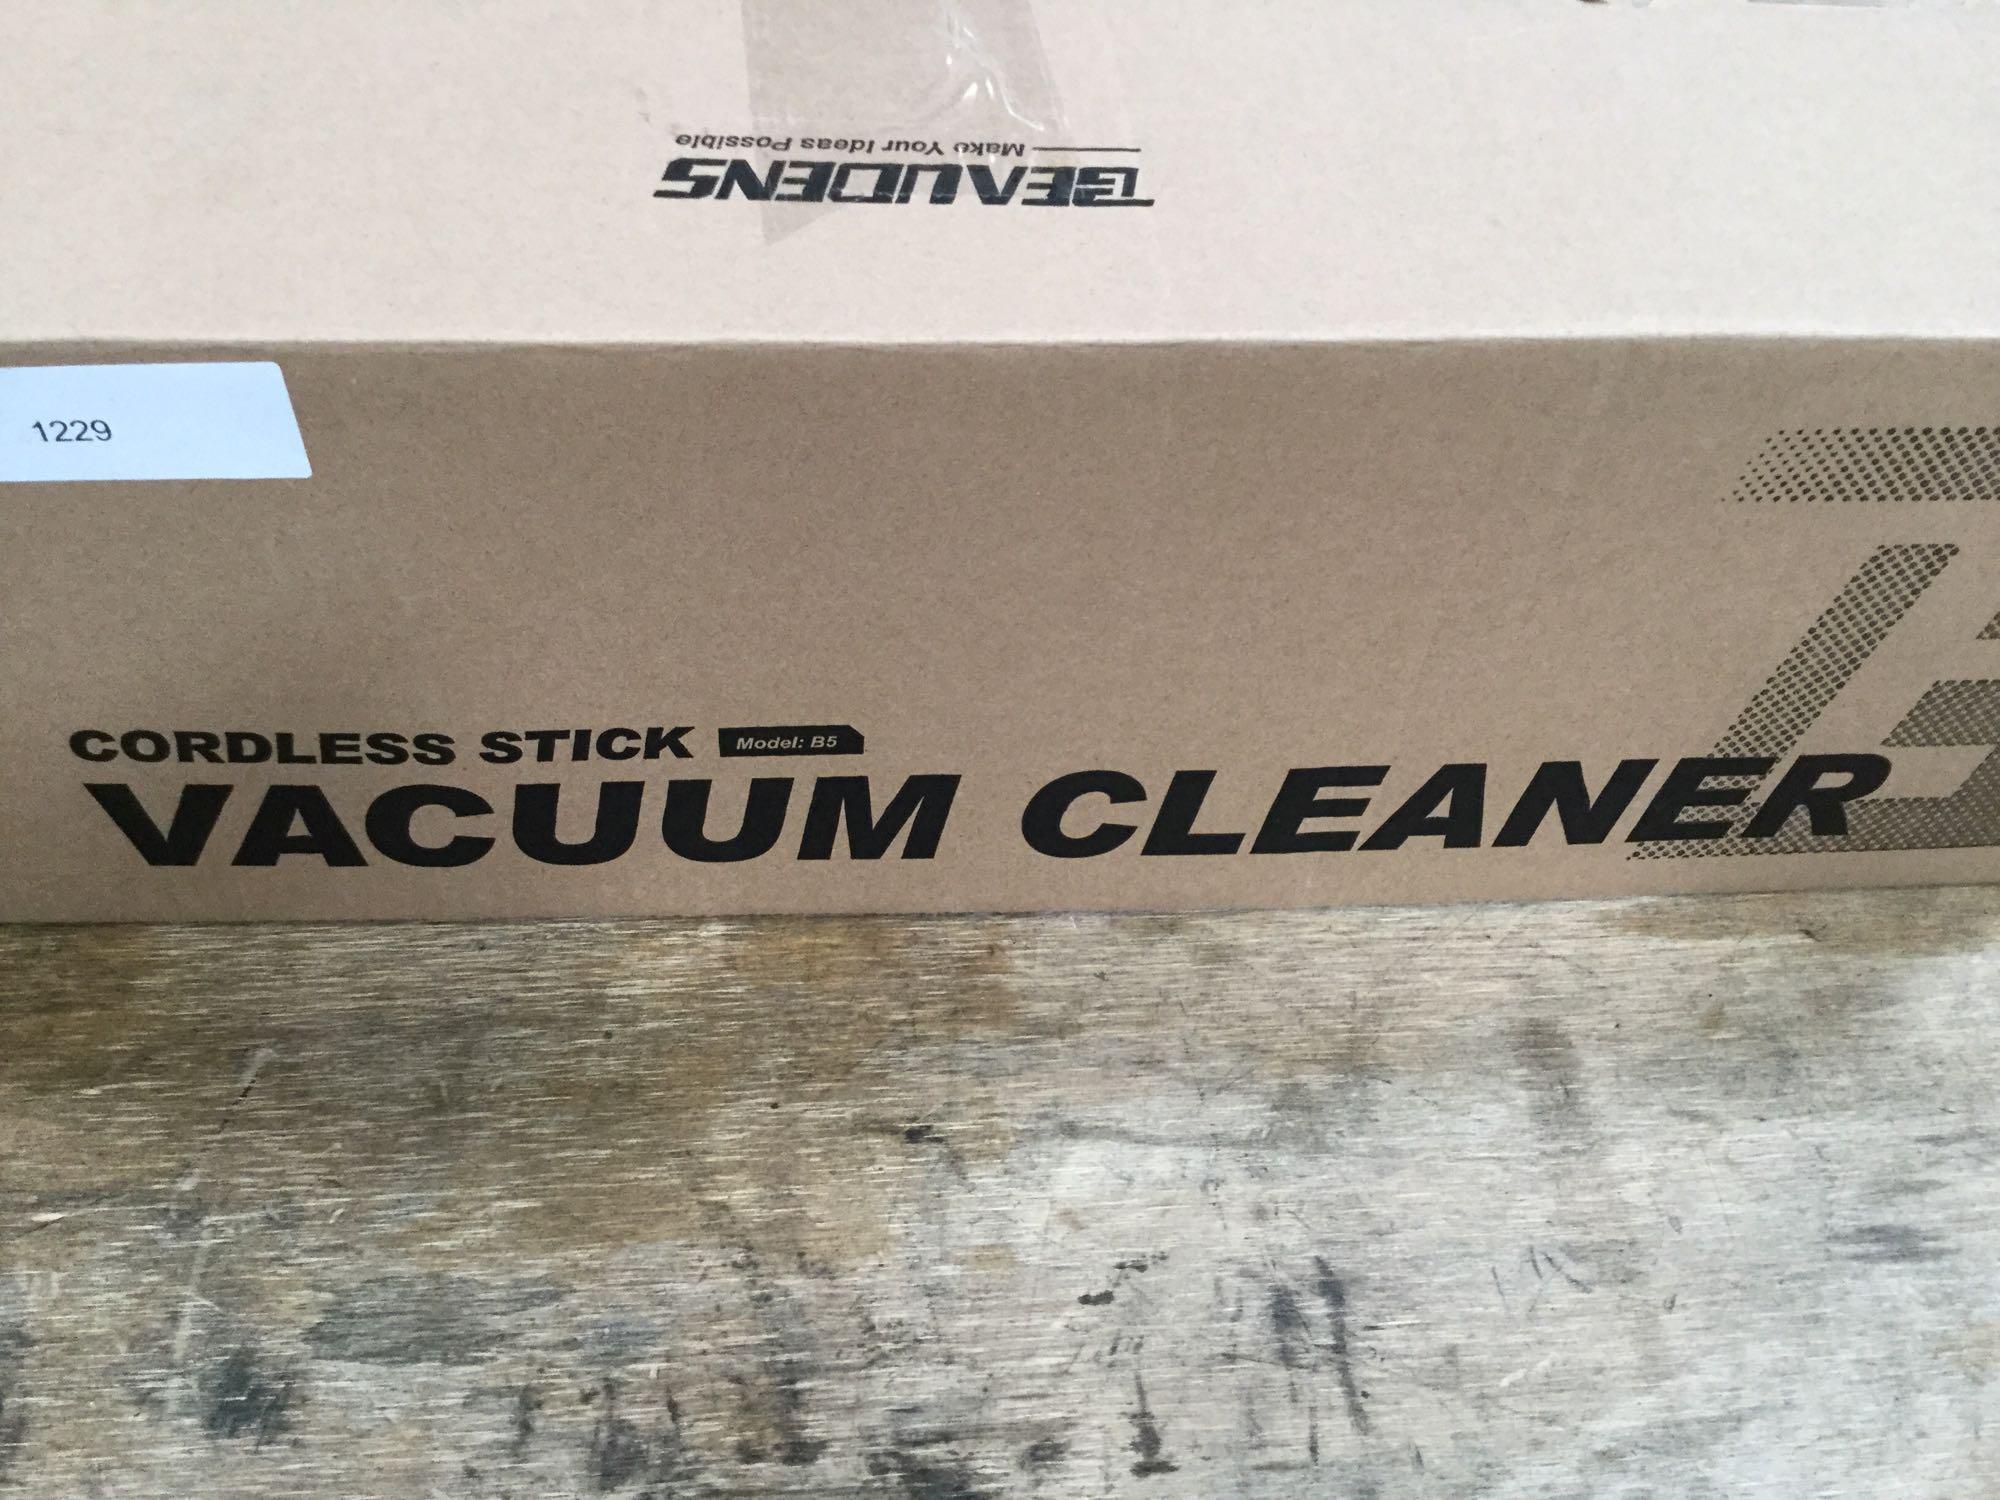 BEAUDENS
Make Your Ideas Possible
1229
CORDLESS STICK Model: B5
VACUUM CLEANER